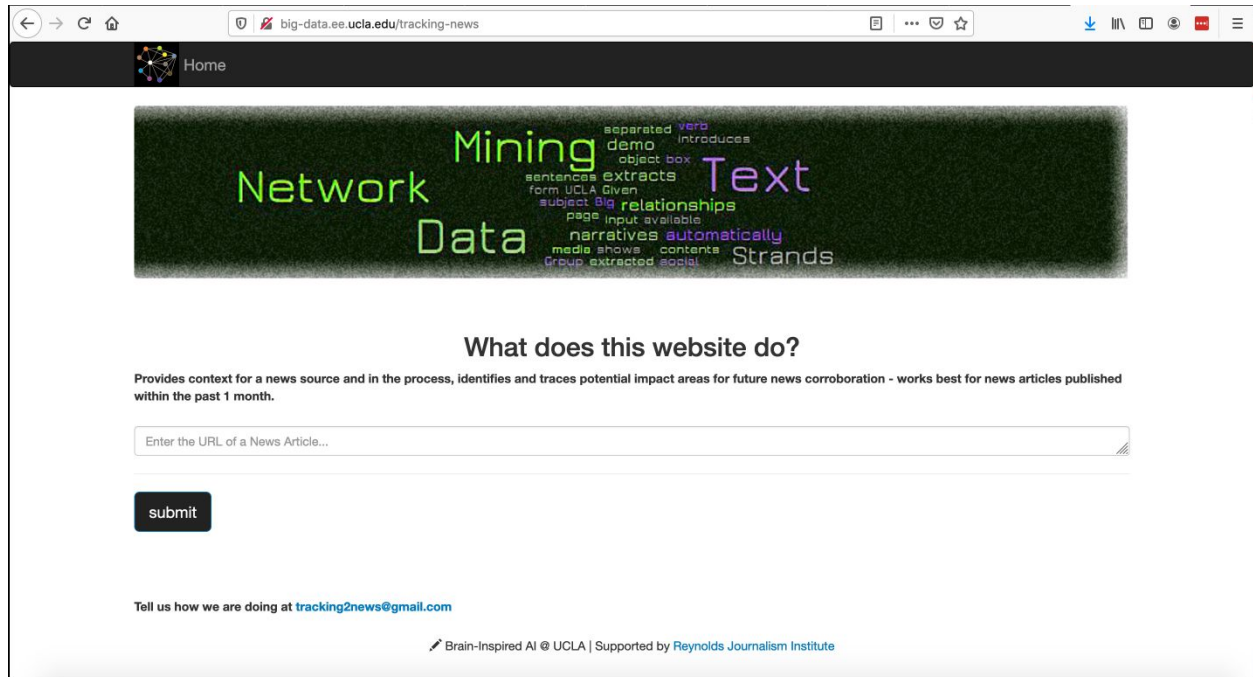 big-data.ee.ucla.edu/tracking-news
Home
separated verb
Mining demo introduces
object box
sentences extracts Text
Network form UCLA Given
subject Big relationships
page input available
Data narratives automatically
media shows contents Strands
Group extracted social
What does this website do?
Provides context for a news source and in the process, identifies and traces potential impact areas for future news corroboration - works best for news articles published
within the past 1 month.
Enter the URL of a News Article...
submit
Tell us how we are doing at tracking2news@gmail.com
Brain-Inspired AI @ UCLA | Supported by Reynolds Journalism Institute